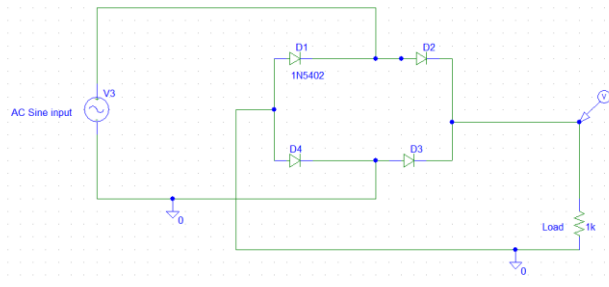 D1
D2
1N5402
V3
AC Sine input
V
D4
D3
0
Load
1k
0